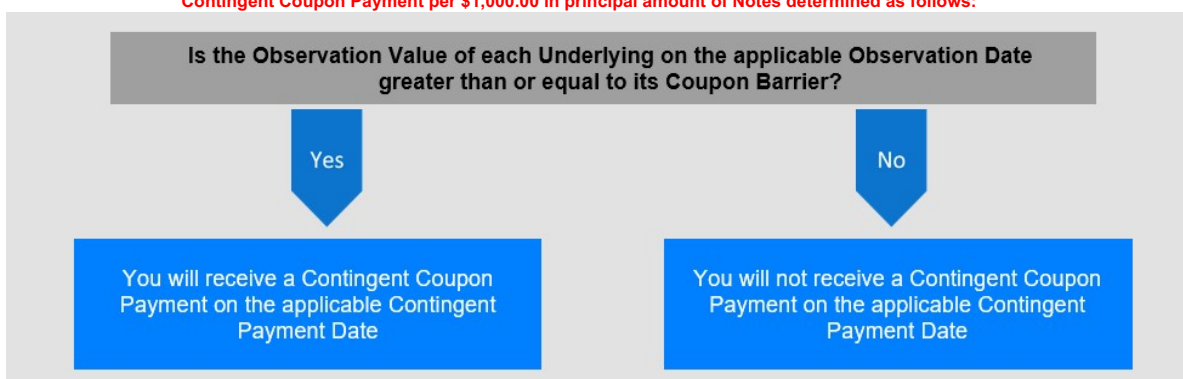 Contingent Coupon Payment per $1,000.00 in principal amount of Notes determined as follows:
Is the Observation Value of each Underlying on the applicable Observation Date
greater than or equal to its Coupon Barrier?
Yes
No
You will receive a Contingent Coupon
Payment on the applicable Contingent
Payment Date
You will not receive a Contingent Coupon
Payment on the applicable Contingent
Payment Date